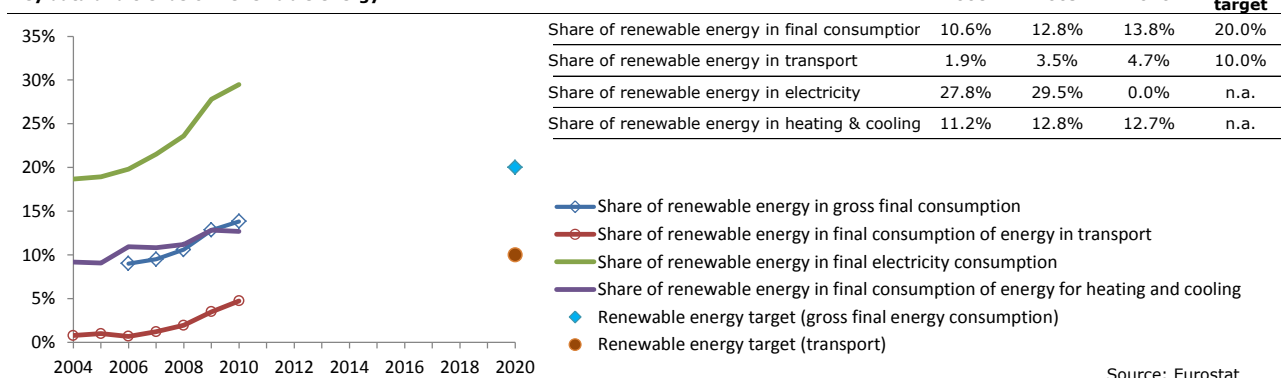 target
Share of renewable energy in final consumption 10.6% 12.8% 13.8% 20.0%
Share of renewable energy in transport 1.9% 3.5% 4.7% 10.0%
Share of renewable energy in electricity 27.8% 29.5% 0.0% n.a.
Share of renewable energy in heating & cooling 11.2% 12.8% 12.7% n.a.
35%
30%
25%
20%
15%
10%
5%
0%
2004 2006 2008 2010 2012 2014 2016 2018 2020
Share of renewable energy in gross final consumption
Share of renewable energy in final consumption of energy in transport
Share of renewable energy in final electricity consumption
Share of renewable energy in final consumption of energy for heating and cooling
Renewable energy target (gross final energy consumption)
Renewable energy target (transport)
Source: Eurostat